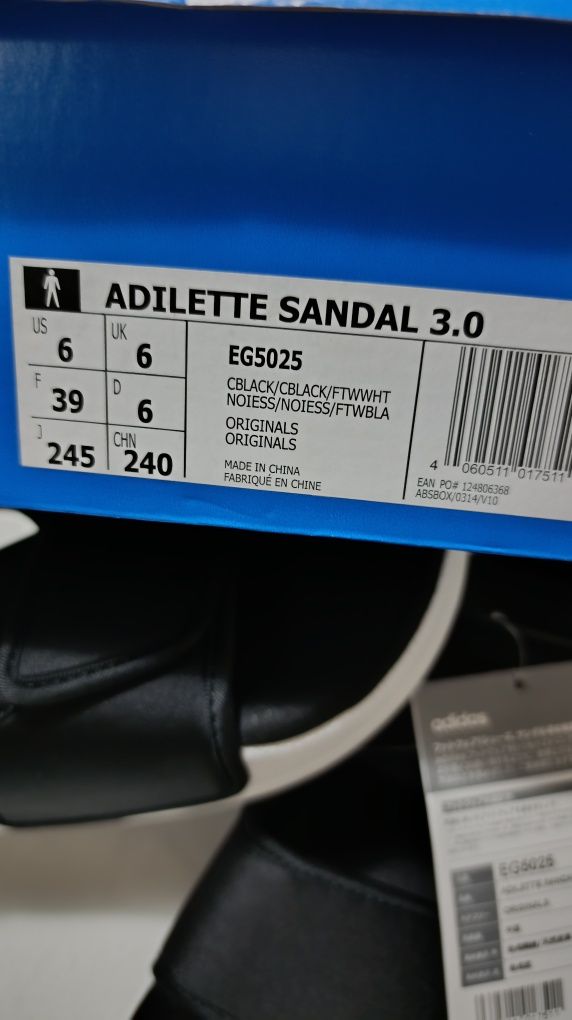 ADILETTE SANDAL 3.0
US 6 UK 6
F 39 D 6
J 245 CHN 240
EG5025
CBLACK/CBLACK/FTWWHT
NOIESS/NOIESS/FTWBLA
ORIGINALS
ORIGINALS
MADE IN CHINA
FABRIQUÉ EN CHINE
4 060511 017511
EAN PO# 124806368
ABSBOX/0314/V10
adidas
EG5025